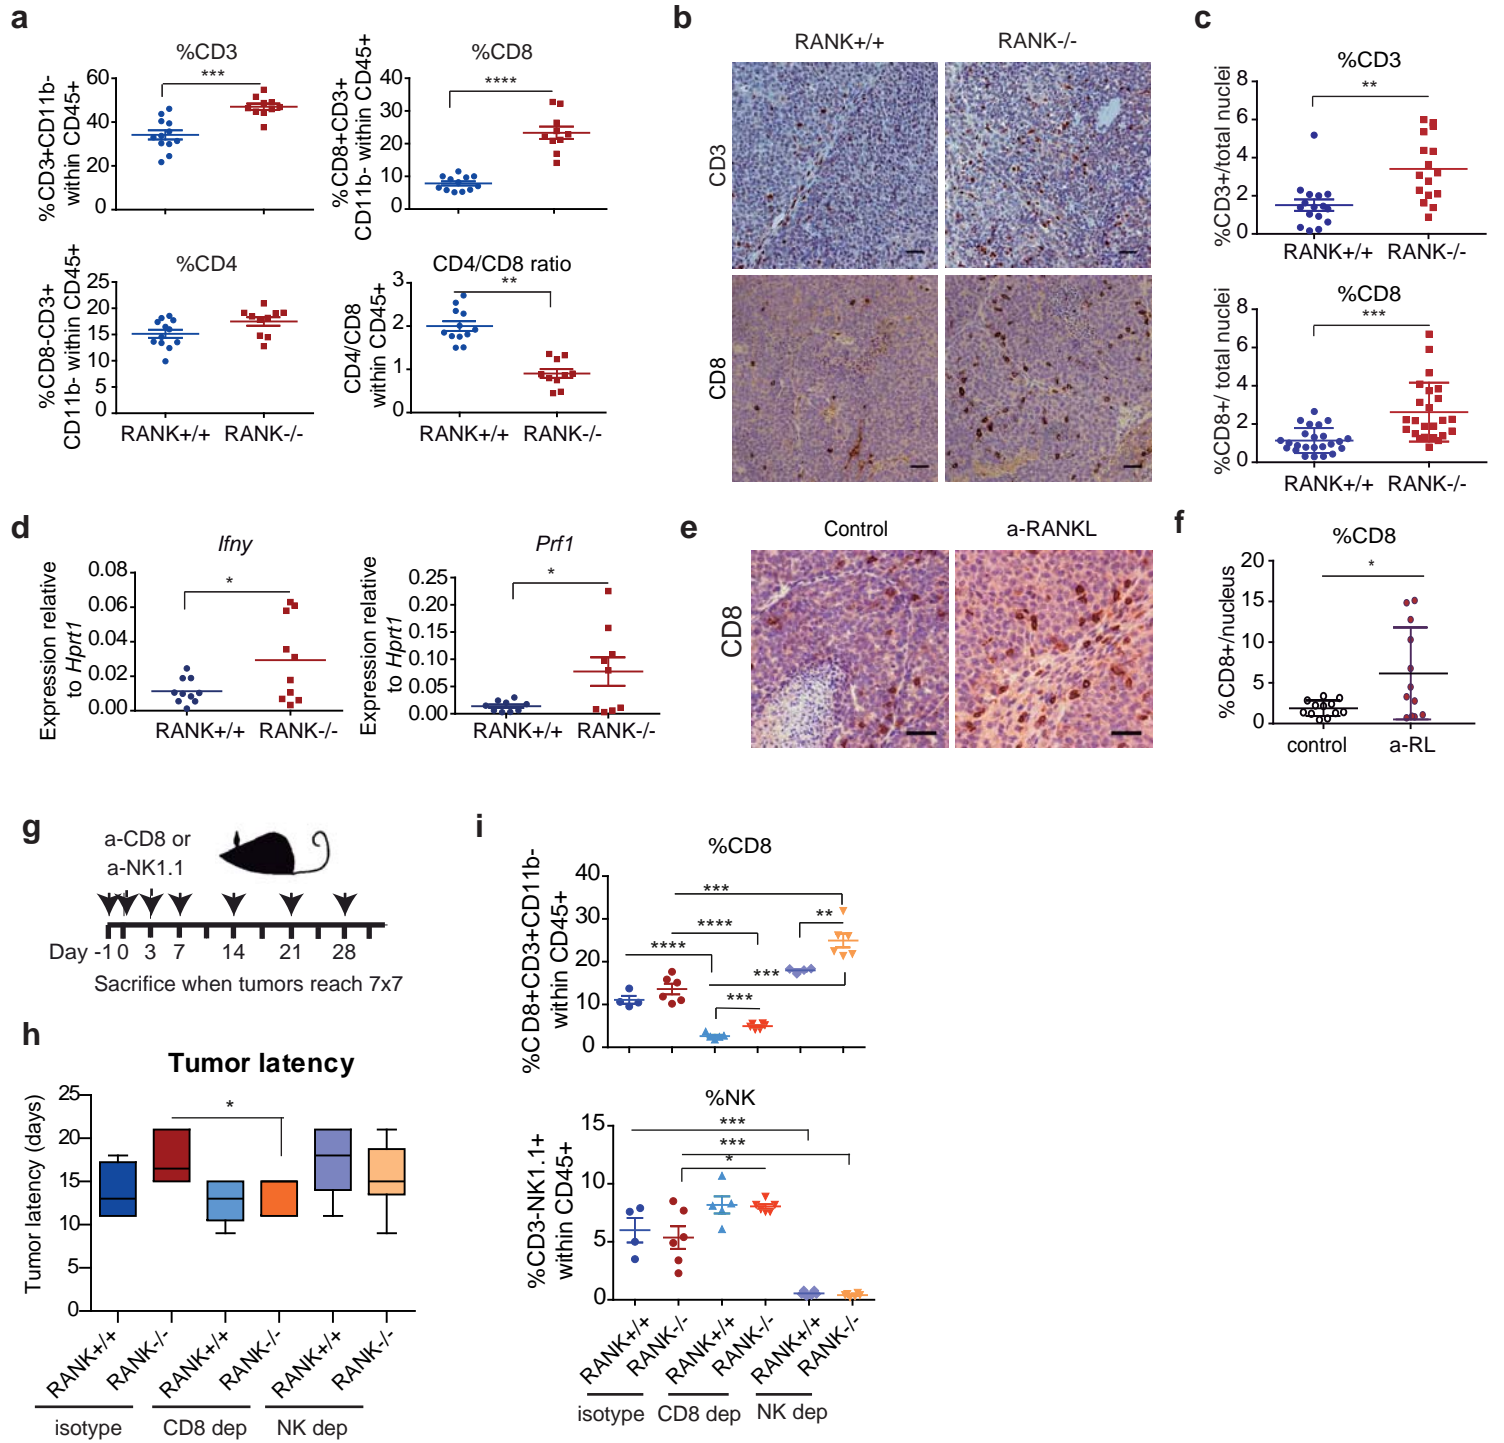 a
%CD3
%CD3+CD11b-
within CD45+
60
40
20
0
***
%CD8
%CD8+CD3+
CD11b- within CD45+
40
30
20
10
0
****
%CD4
%CD8-CD3+
CD11b- within CD45+
25
20
15
10
5
0
RANK+/+ RANK-/-
CD4/CD8 ratio
CD4/CD8
within CD45+
3
2
1
0
**
RANK+/+ RANK-/-
b
RANK+/+ RANK-/-
CD3
CD8
c
%CD3
%CD3+/total nuclei
8
6
4
2
0
**
RANK+/+ RANK-/-
%CD8
%CD8+/ total nuclei
8
6
4
2
0
***
RANK+/+ RANK-/-
d
Ifny
Expression relative
to Hprt1
0.08
0.06
0.04
0.02
0.00
*
RANK+/+ RANK-/-
Prf1
Expression relative
to Hprt1
0.25
0.20
0.15
0.10
0.05
0.00
*
RANK+/+ RANK-/-
e
Control a-RANKL
CD8
f
%CD8
%CD8+/nucleus
20
15
10
5
0
*
control a-RL
g
a-CD8 or
a-NK1.1
Day -1 0 3 7 14 21 28
Sacrifice when tumors reach 7x7
h
Tumor latency
Tumor latency (days)
25
20
15
10
5
0
*
RANK+/+ RANK-/- RANK+/+ RANK-/- RANK+/+ RANK-/-
isotype CD8 dep NK dep
i
%CD8
%CD8+CD3+CD11b-
within CD45+
40
30
20
10
0
***
**
****
****
***
***
%NK
%CD3-NK1.1+
within CD45+
15
10
5
0
***
***
*
RANK+/+ RANK-/- RANK+/+ RANK-/- RANK+/+ RANK-/-
isotype CD8 dep NK dep